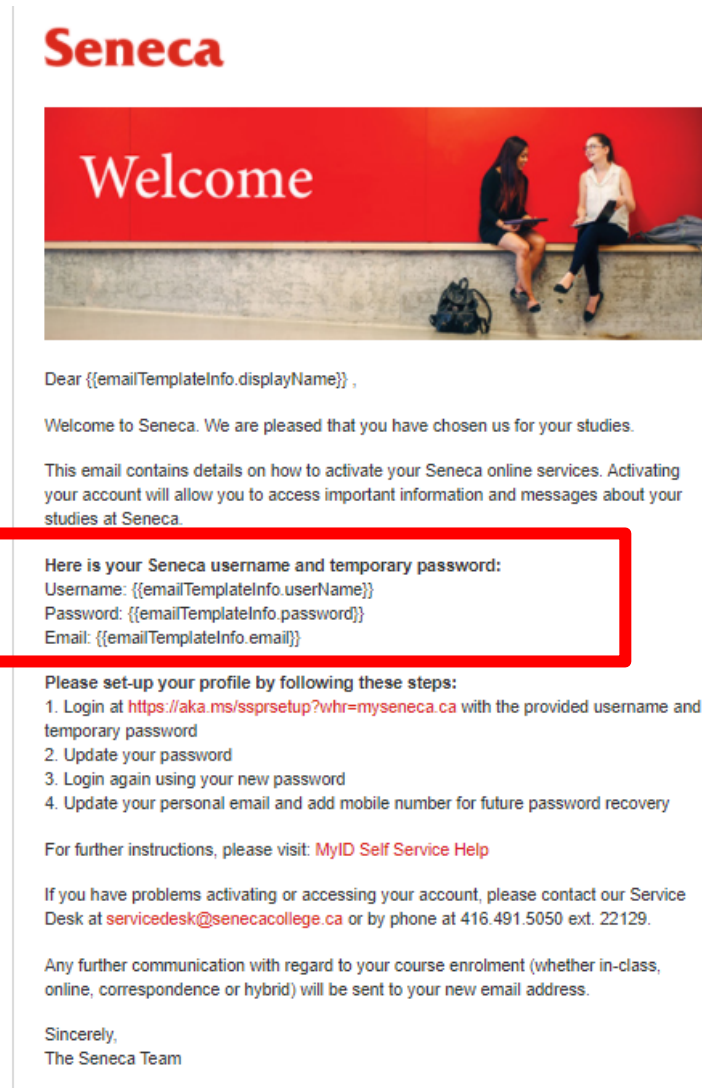 Seneca
Welcome
Dear {{emailTemplateInfo.displayName}} ,
Welcome to Seneca. We are pleased that you have chosen us for your studies.
This email contains details on how to activate your Seneca online services. Activating
your account will allow you to access important information and messages about your
studies at Seneca.
Here is your Seneca username and temporary password:
Username: {{emailTemplateInfo.userName}}
Password: {{emailTemplateInfo.password}}
Email: {{emailTemplateInfo.email}}
Please set-up your profile by following these steps:
1. Login at https://aka.ms/ssprsetup?whr=myseneca.ca with the provided username and
temporary password
2. Update your password
3. Login again using your new password
4. Update your personal email and add mobile number for future password recovery
For further instructions, please visit: MyID Self Service Help
If you have problems activating or accessing your account, please contact our Service
Desk at servicedesk@senecacollege.ca or by phone at 416.491.5050 ext. 22129.
Any further communication with regard to your course enrolment (whether in-class,
online, correspondence or hybrid) will be sent to your new email address.
Sincerely,
The Seneca Team